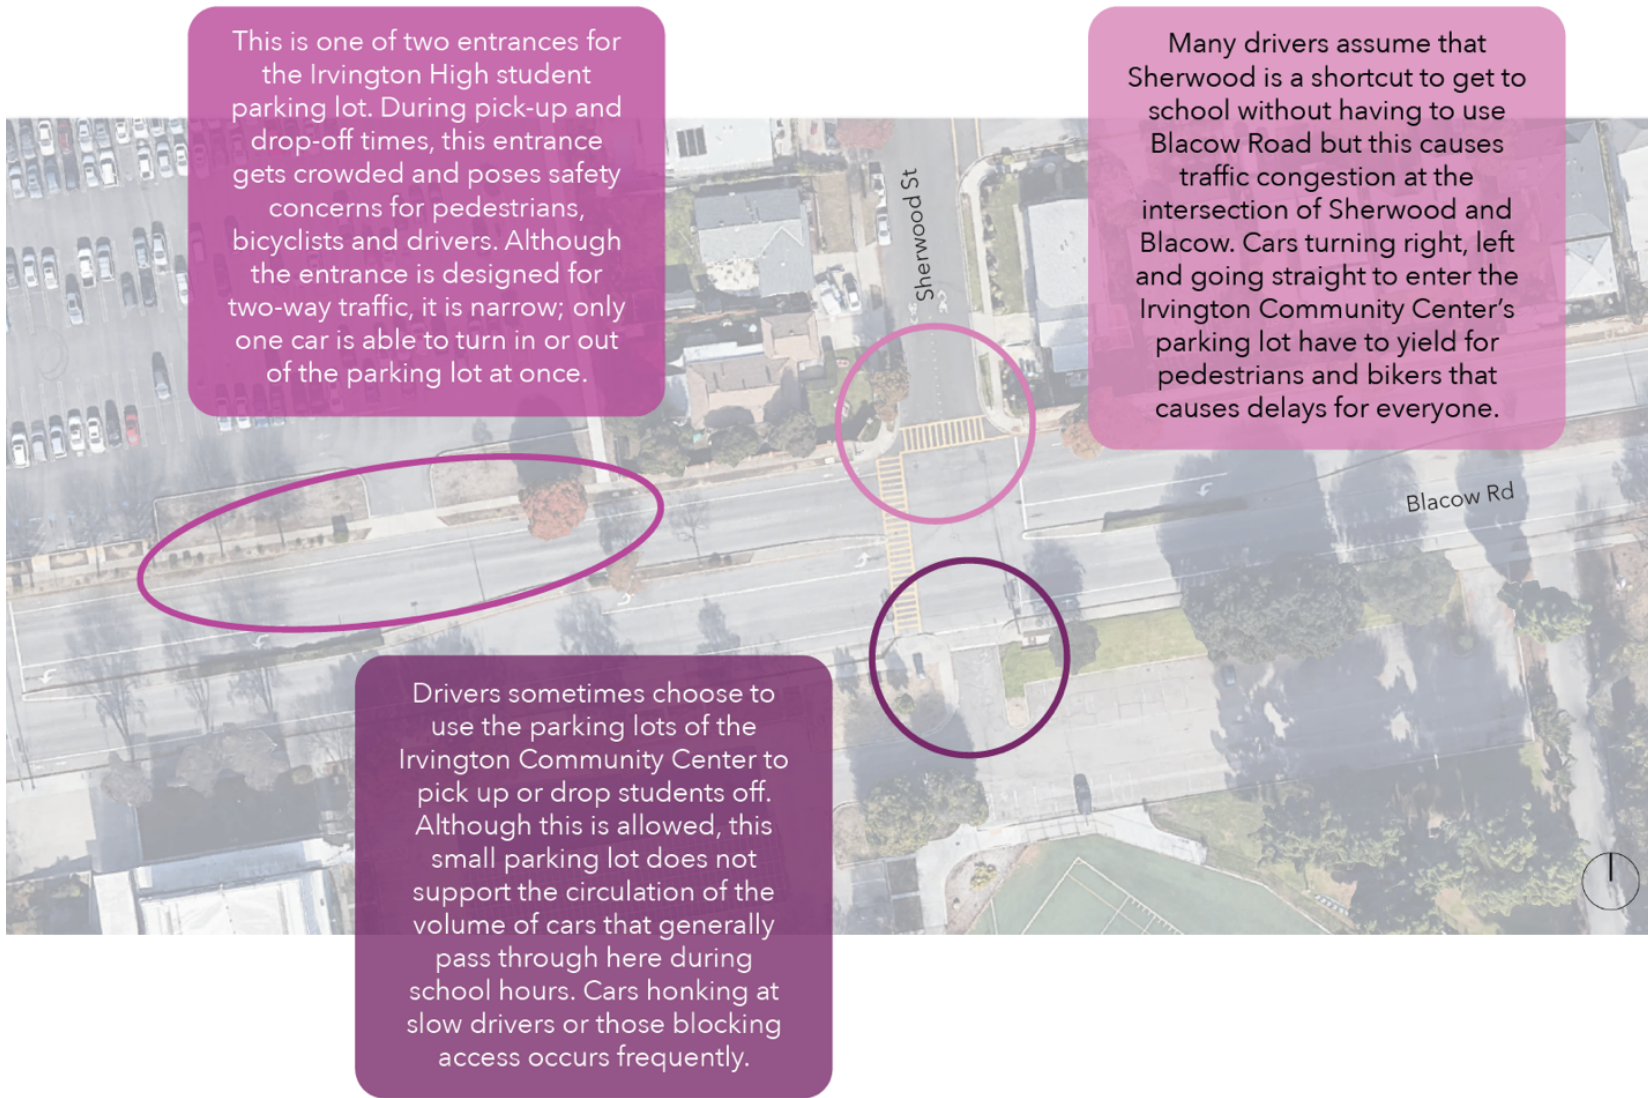 This is one of two entrances for
the Irvington High student
parking lot. During pick-up and
drop-off times, this entrance
gets crowded and poses safety
concerns for pedestrians,
bicyclists and drivers. Although
the entrance is designed for
two-way traffic, it is narrow; only
one car is able to turn in or out
of the parking lot at once.
Many drivers assume that
Sherwood is a shortcut to get to
school without having to use
Blacow Road but this causes
traffic congestion at the
intersection of Sherwood and
Blacow. Cars turning right, left
and going straight to enter the
Irvington Community Center’s
parking lot have to yield for
pedestrians and bikers that
causes delays for everyone.
Sherwood St
Blacow Rd
Drivers sometimes choose to
use the parking lots of the
Irvington Community Center to
pick up or drop students off.
Although this is allowed, this
small parking lot does not
support the circulation of the
volume of cars that generally
pass through here during
school hours. Cars honking at
slow drivers or those blocking
access occurs frequently.